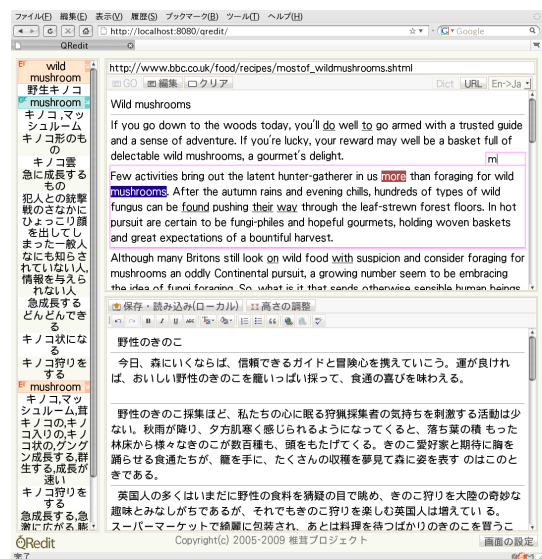 ファイル(F) 編集(E) 表示(V) 履歴(S) ブックマーク(B) ツール(T) ヘルプ(H)
http://localhost:8080/qredit/
Google
QRedit
wild
mushroom
野生キノコ
mushroom
キノコ,マッ
シュルーム
キノコ形のも
の
キノコ雲
急に成長する
もの
犯人との銃撃
戦のさなかに
ひょっこり顔
を出してし
まった一般人
なにも知らさ
れていない人,
情報を与えら
れない人
急成長する
どんどんでき
る
キノコ状にな
る
キノコ狩りを
する
mushroom
キノコ,マッ
シュルーム,茸
キノコの,キノ
コ入りの,キノ
コ状の,グング
ン成長する,群
生する,成長が
速い
キノコ狩りを
する
急成長する,急
激に広がる,膨
QRedit
http://www.bbc.co.uk/food/recipes/mostof_wildmushrooms.shtml
GO 編集 クリア Dict URL En->Ja
Wild mushrooms
If you go down to the woods today, you'll do well to go armed with a trusted guide
and a sense of adventure. If you're lucky, your reward may well be a basket full of
delectable wild mushrooms, a gourmet's delight.
m
Few activities bring out the latent hunter-gatherer in us more than foraging for wild
mushrooms. After the autumn rains and evening chills, hundreds of types of wild
fungus can be found pushing their way through the leaf-strewn forest floors. In hot
pursuit are certain to be fungi-philes and hopeful gourmets, holding woven baskets
and great expectations of a bountiful harvest.
Although many Britons still look on wild food with suspicion and consider foraging for
mushrooms an oddly Continental pursuit, a growing number seem to be embracing
the idea of fungal forays. So, what is it that sends otherwise sensible human beings
保存・読み込み(ローカル) 高さの調整
B I U ABC
野性のきのこ
今日、森にいくならば、信頼できるガイドと冒険心を携えていこう。運が良けれ
ば、おいしい野性のきのこを籠いっぱい採って、食通の喜びを味わえる。
野性のきのこ採集ほど、私たちの心に眠る狩猟採集者の気持ちを刺激する活動は少
ない。秋雨が降り、夕方肌寒く感じられるようになってくると、落ち葉の積 もった
林床から様々なきのこが数百種も、頭をもたげてくる。きのこ愛好家と期待に胸を
踊らせる食通たちが、籠を手に、たくさんの収穫を夢見て森に姿を表す のはこのと
きである。
英国人の多くはいまだに野性の食料を猜疑の目で眺め、きのこ狩りを大陸の奇妙な
趣味とみなしがちであるが、それでもきのこ狩りを楽しむ英国人は増えてい る。
スーパーマーケットで綺麗に包装され、あとは料理を待つばかりのきのこを買うこ
Copyright(c) 2005-2009 椎茸プロジェクト
画面の設定
完了